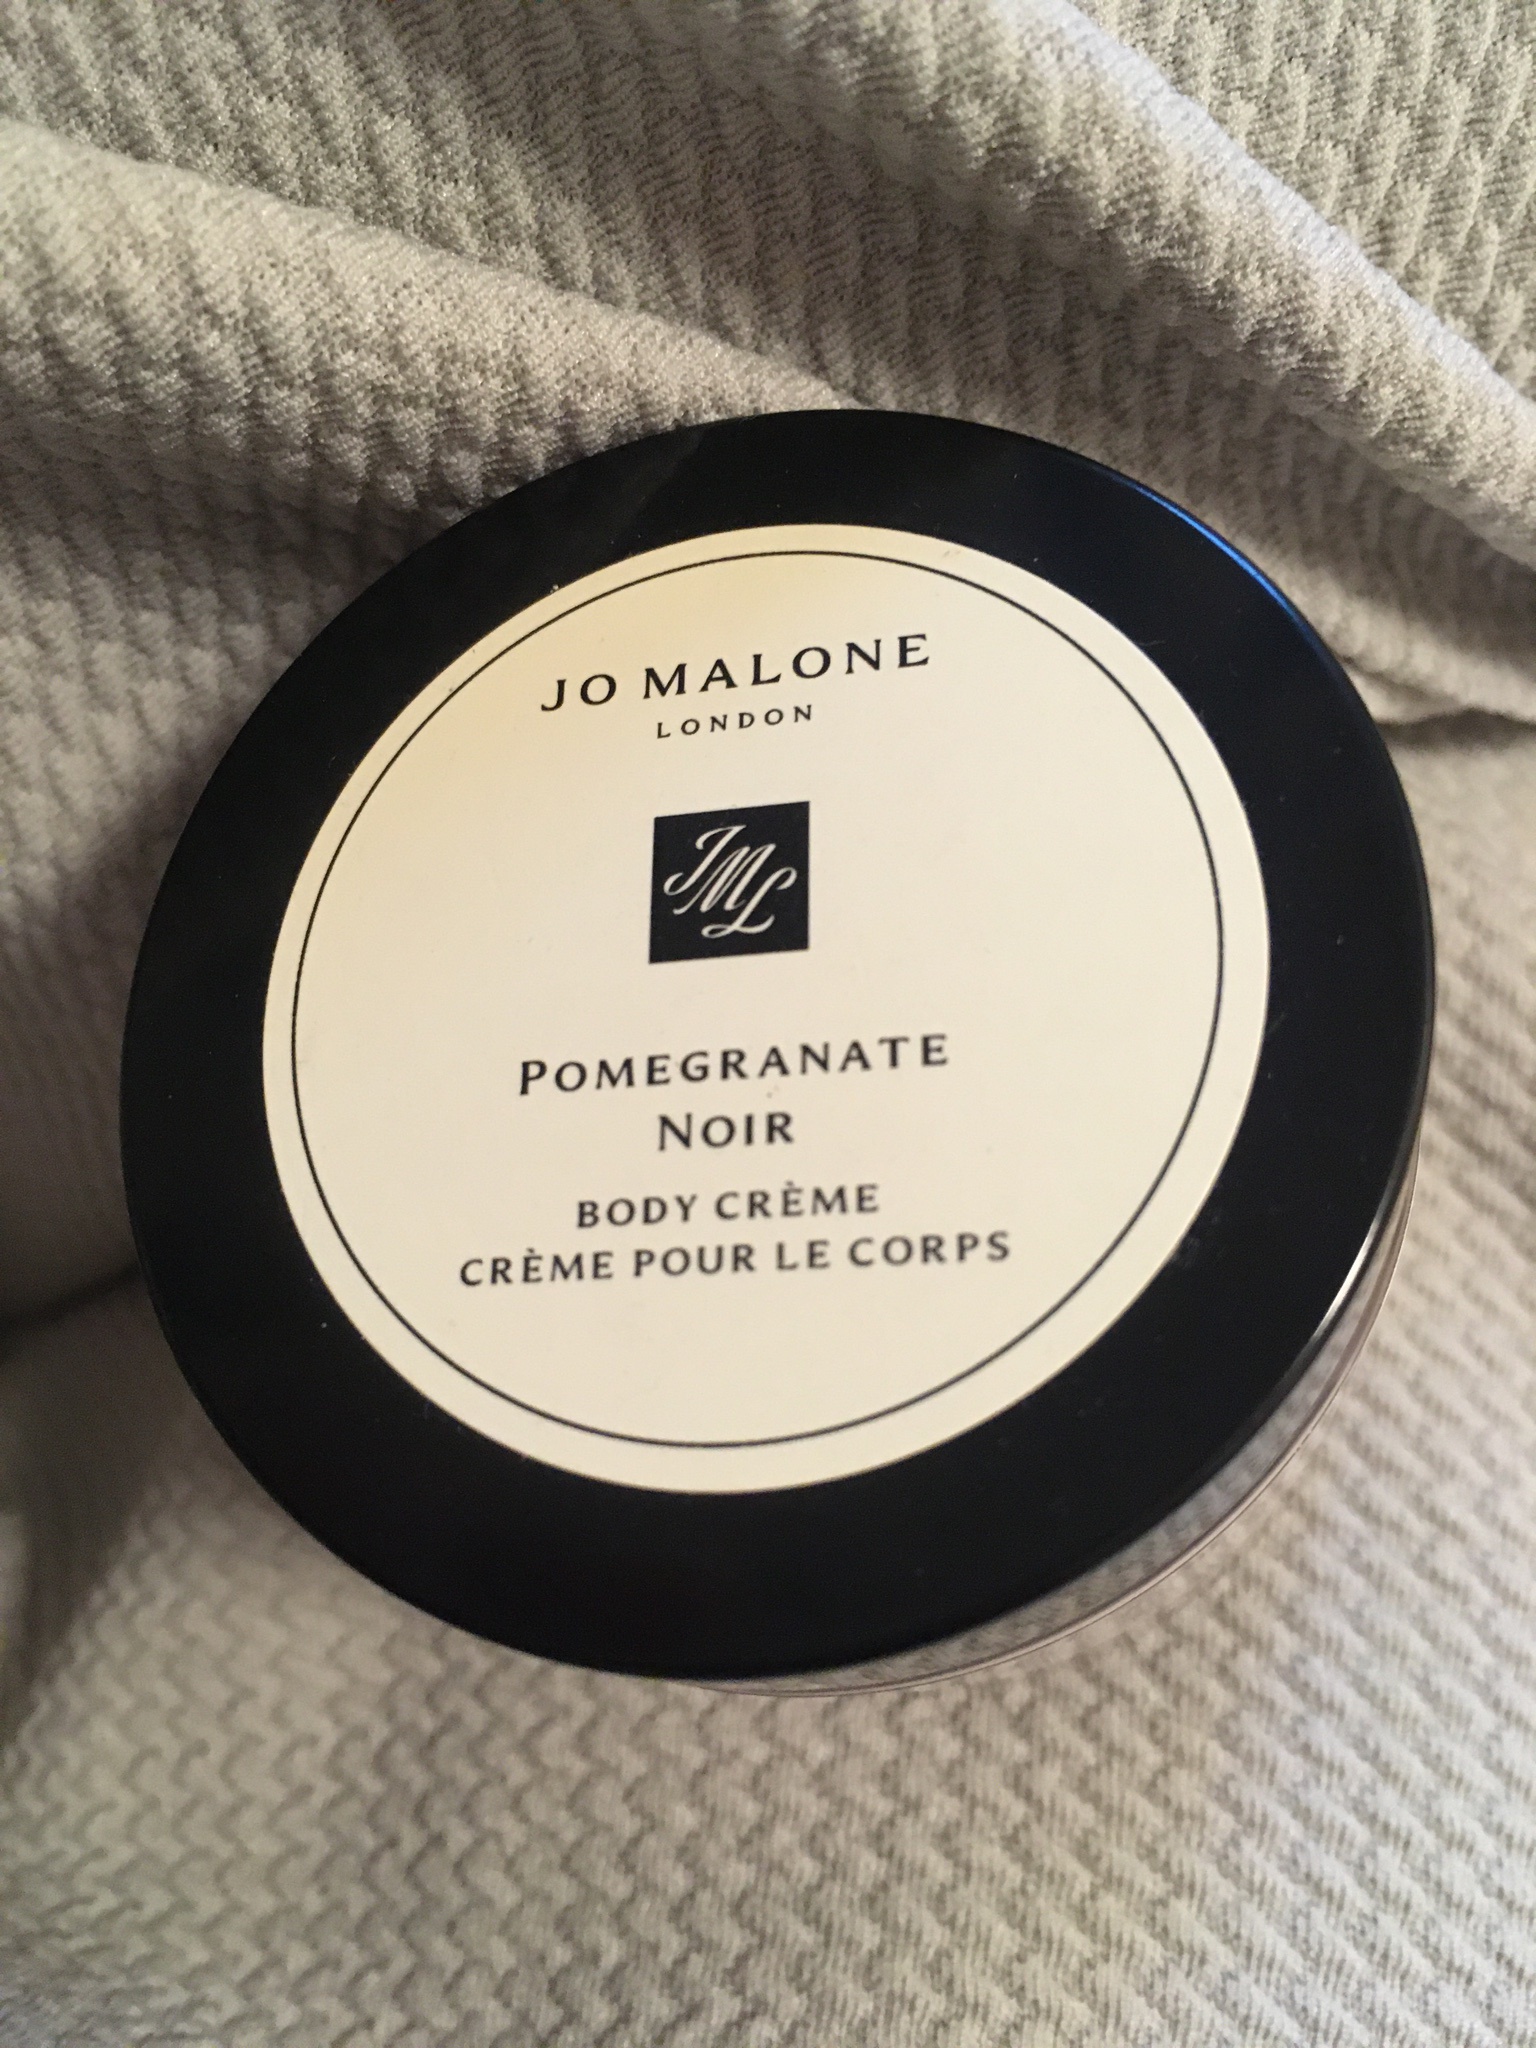 JO MALONE
LONDON
JML
POMEGRANATE
NOIR
BODY CRÈME
CRÈME POUR LE CORPS